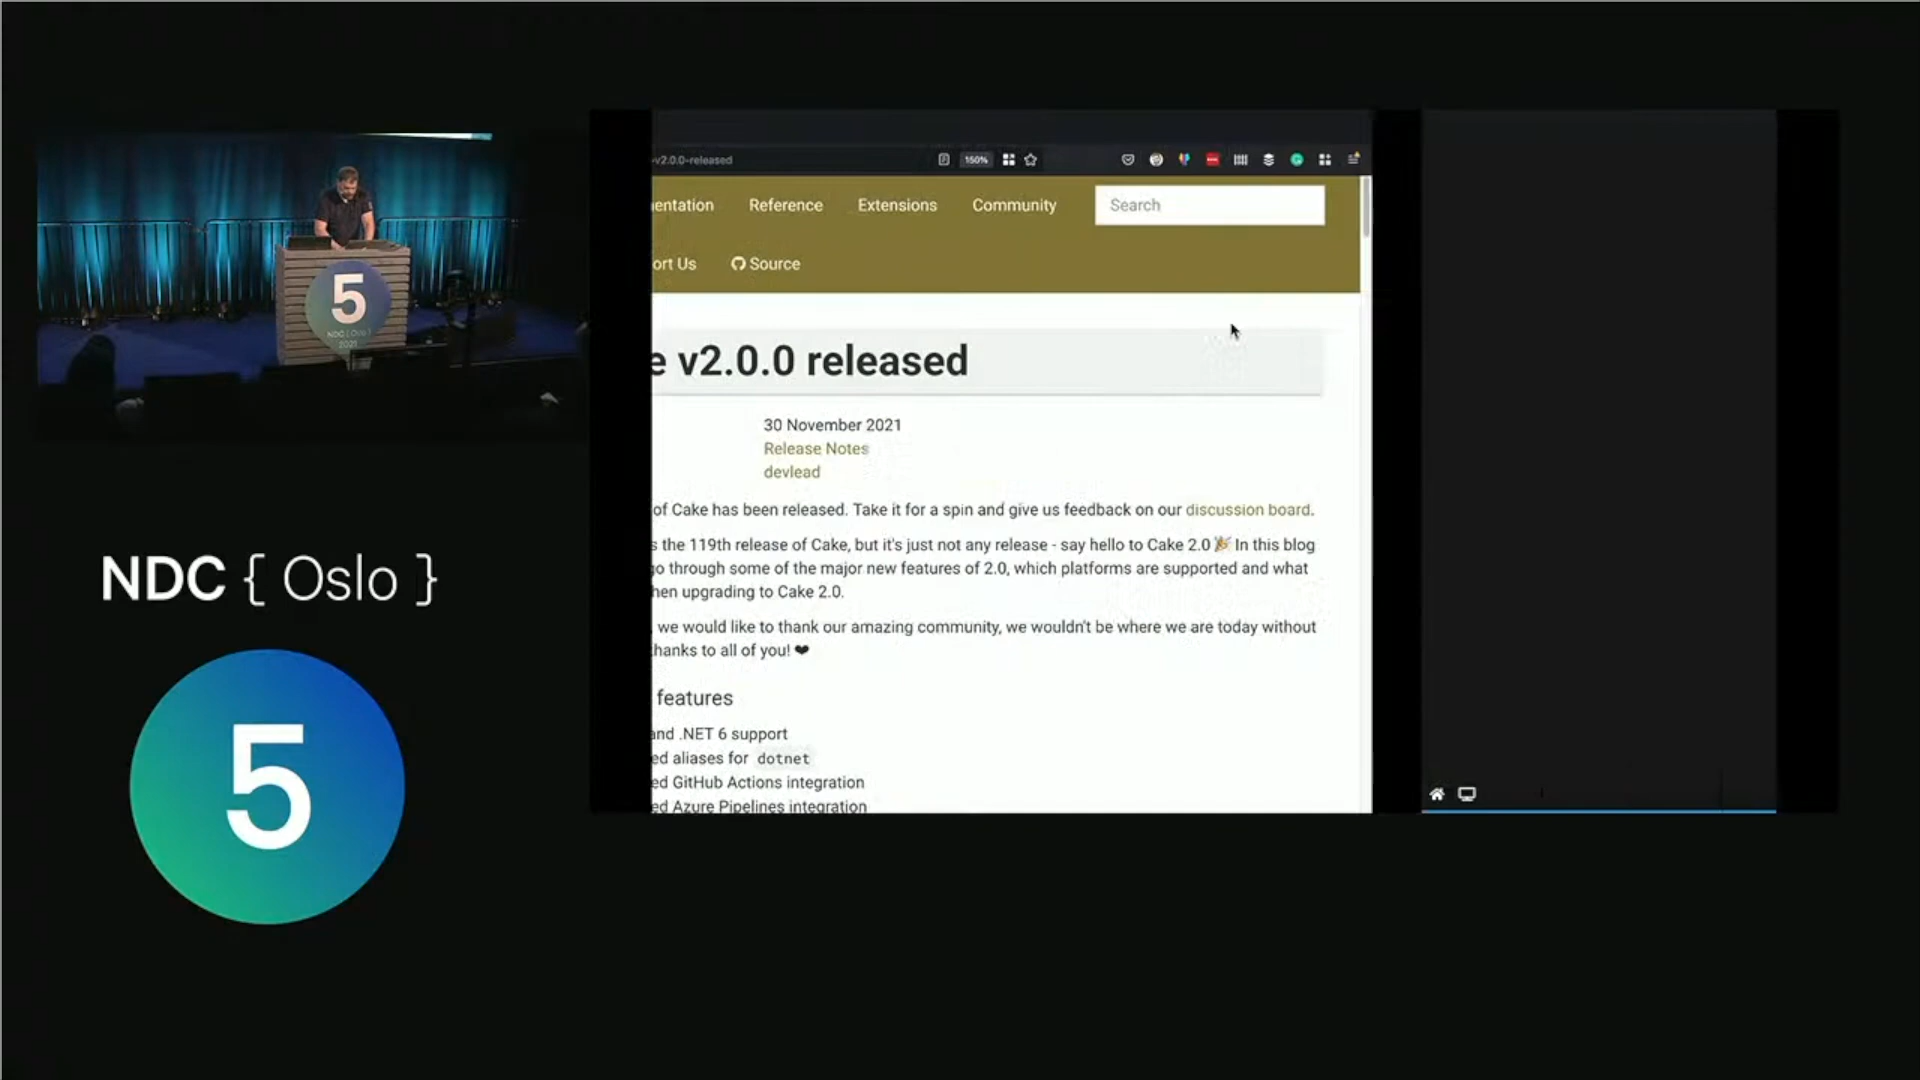 5
NDC { Oslo }
2021
NDC { Oslo }
5
v2.0.0-released
150%
entation
Reference
Extensions
Community
Search
ort Us
Source
e v2.0.0 released
30 November 2021
Release Notes
devlead
of Cake has been released. Take it for a spin and give us feedback on our discussion board.
s the 119th release of Cake, but it's just not any release - say hello to Cake 2.0 🎉 In this blog
go through some of the major new features of 2.0, which platforms are supported and what
hen upgrading to Cake 2.0.
, we would like to thank our amazing community, we wouldn't be where we are today without
thanks to all of you! ❤
features
and .NET 6 support
ed aliases for dotnet
ed GitHub Actions integration
ed Azure Pipelines integration